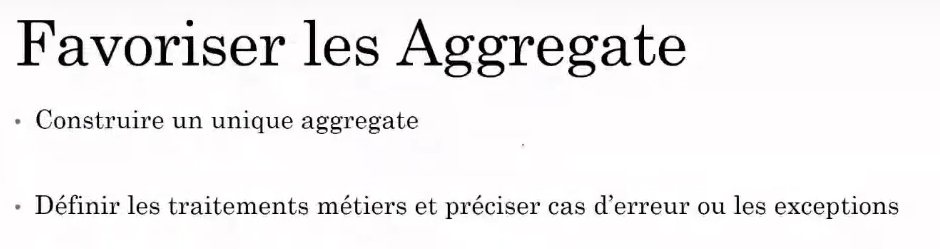 Favoriser les Aggregate
• Construire un unique aggregate
• Définir les traitements métiers et préciser cas d'erreur ou les exceptions